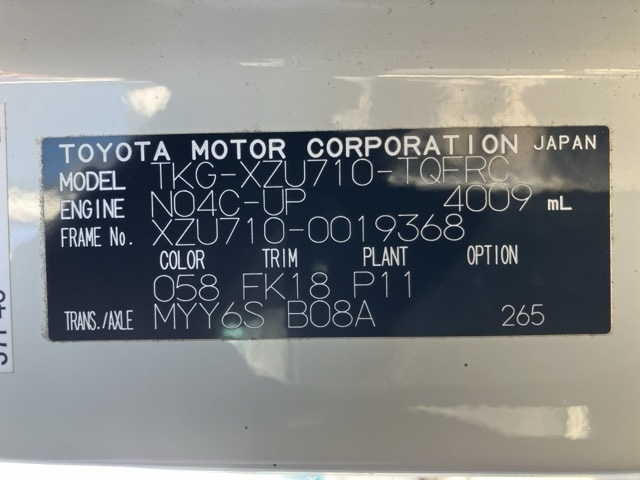 TOYOTA MOTOR CORPORATION JAPAN
MODEL TKG-XZU710-TQFRC
ENGINE N04C-UP 4009 mL
FRAME No. XZU710-0019368
COLOR TRIM PLANT OPTION
058 FK18 P11
TRANS./AXLE MYY6S B08A 265